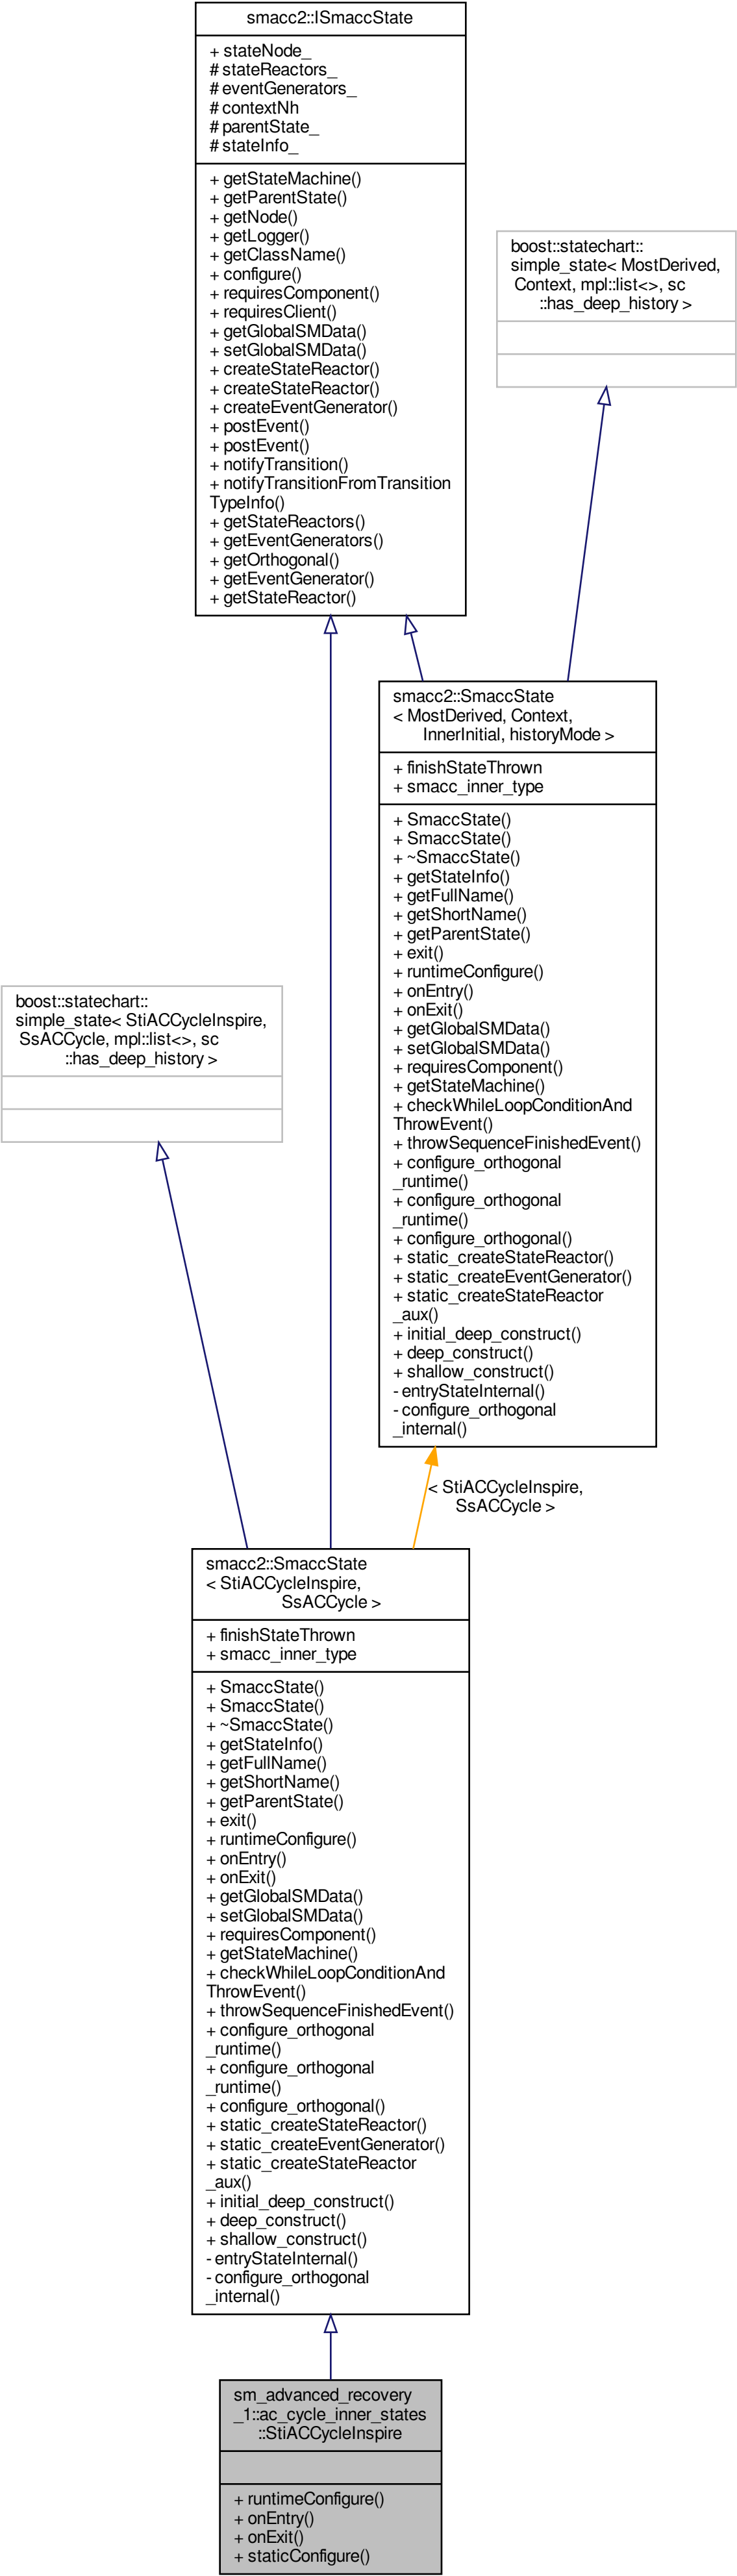 smacc2::ISmaccState
+ stateNode_
# stateReactors_
# eventGenerators_
# contextNh
# parentState_
# stateInfo_
+ getStateMachine()
+ getParentState()
+ getNode()
+ getLogger()
+ getClassName()
+ configure()
+ requiresComponent()
+ requiresClient()
+ getGlobalSMData()
+ setGlobalSMData()
+ createStateReactor()
+ createStateReactor()
+ createEventGenerator()
+ postEvent()
+ postEvent()
+ notifyTransition()
+ notifyTransitionFromTransition
TypeInfo()
+ getStateReactors()
+ getEventGenerators()
+ getOrthogonal()
+ getEventGenerator()
+ getStateReactor()
boost::statechart::
simple_state< MostDerived,
Context, mpl::list<>, sc
::has_deep_history >
smacc2::SmaccState
< MostDerived, Context,
InnerInitial, historyMode >
+ finishStateThrown
+ smacc_inner_type
+ SmaccState()
+ SmaccState()
+ ~SmaccState()
+ getStateInfo()
+ getFullName()
+ getShortName()
+ getParentState()
+ exit()
+ runtimeConfigure()
+ onEntry()
+ onExit()
+ getGlobalSMData()
+ setGlobalSMData()
+ requiresComponent()
+ getStateMachine()
+ checkWhileLoopConditionAnd
ThrowEvent()
+ throwSequenceFinishedEvent()
+ configure_orthogonal
_runtime()
+ configure_orthogonal
_runtime()
+ configure_orthogonal()
+ static_createStateReactor()
+ static_createEventGenerator()
+ static_createStateReactor
_aux()
+ initial_deep_construct()
+ deep_construct()
+ shallow_construct()
- entryStateInternal()
- configure_orthogonal
_internal()
boost::statechart::
simple_state< StiACCycleInspire,
SsACCycle, mpl::list<>, sc
::has_deep_history >
< StiACCycleInspire,
SsACCycle >
smacc2::SmaccState
< StiACCycleInspire,
SsACCycle >
+ finishStateThrown
+ smacc_inner_type
+ SmaccState()
+ SmaccState()
+ ~SmaccState()
+ getStateInfo()
+ getFullName()
+ getShortName()
+ getParentState()
+ exit()
+ runtimeConfigure()
+ onEntry()
+ onExit()
+ getGlobalSMData()
+ setGlobalSMData()
+ requiresComponent()
+ getStateMachine()
+ checkWhileLoopConditionAnd
ThrowEvent()
+ throwSequenceFinishedEvent()
+ configure_orthogonal
_runtime()
+ configure_orthogonal
_runtime()
+ configure_orthogonal()
+ static_createStateReactor()
+ static_createEventGenerator()
+ static_createStateReactor
_aux()
+ initial_deep_construct()
+ deep_construct()
+ shallow_construct()
- entryStateInternal()
- configure_orthogonal
_internal()
sm_advanced_recovery
_1::ac_cycle_inner_states
::StiACCycleInspire
+ runtimeConfigure()
+ onEntry()
+ onExit()
+ staticConfigure()